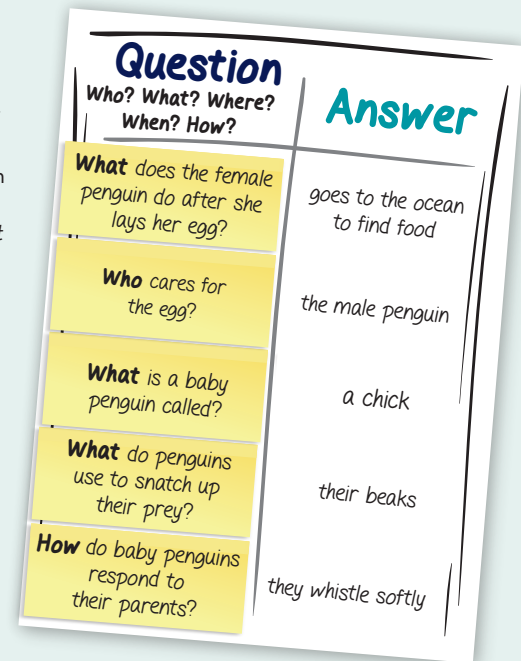 Question
Who? What? Where?
When? How?
Answer
What does the female
penguin do after she
lays her egg?
goes to the ocean
to find food
Who cares for
the egg?
the male penguin
What is a baby
penguin called?
a chick
What do penguins
use to snatch up
their prey?
their beaks
How do baby penguins
respond to
their parents?
they whistle softly